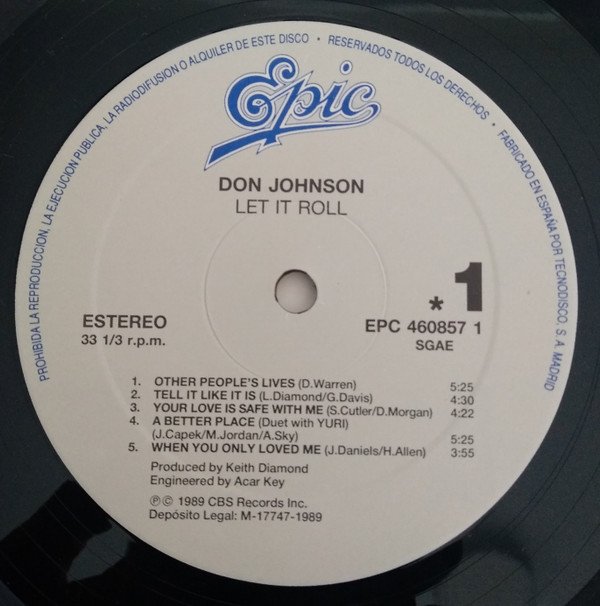 PROHIBIDA LA REPRODUCCION, LA EJECUCION PUBLICA, LA RADIODIFUSION O ALQUILER DE ESTE DISCO • RESERVADOS TODOS LOS DERECHOS • FABRICADO EN ESPAÑA POR TECNODISCO, S. A. MADRID
Epic
DON JOHNSON
LET IT ROLL
* 1
ESTEREO
33 1/3 r.p.m.
EPC 460857 1
SGAE
1. OTHER PEOPLE'S LIVES (D.Warren) 5:25
2. TELL IT LIKE IT IS (L.Diamond/G.Davis) 4:30
3. YOUR LOVE IS SAFE WITH ME (S.Cutler/D.Morgan) 4:22
4. A BETTER PLACE (Duet with YURI)
(J.Capek/M.Jordan/A.Sky) 5:25
5. WHEN YOU ONLY LOVED ME (J.Daniels/H.Allen) 3:55
Produced by Keith Diamond
Engineered by Acar Key
℗ © 1989 CBS Records Inc.
Depósito Legal: M-17747-1989